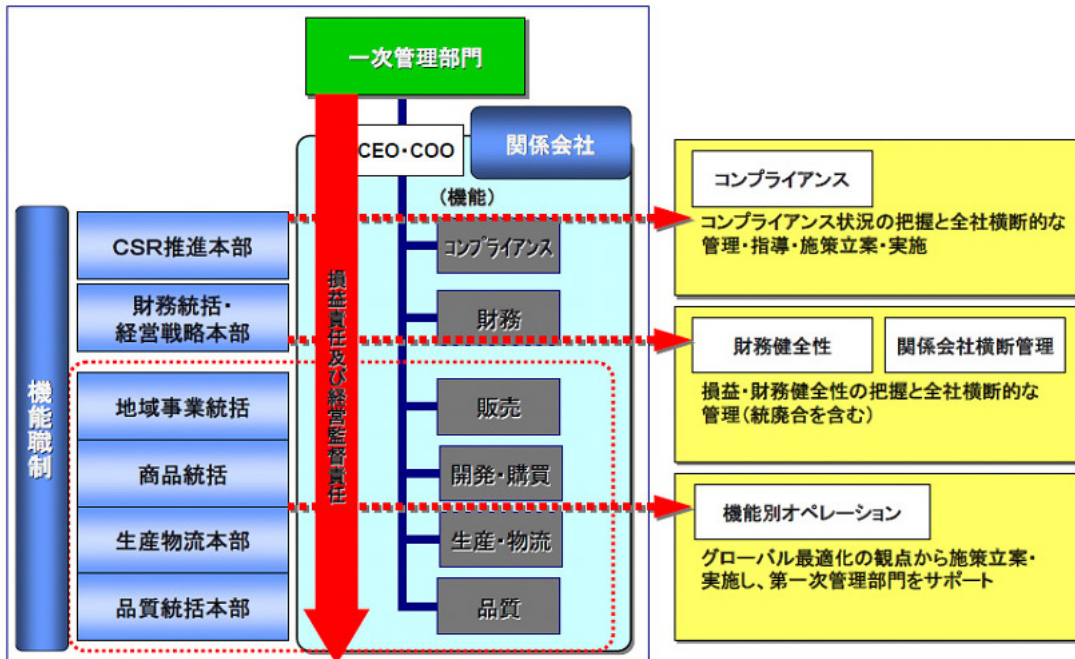 一次管理部門
CEO・COO
関係会社
(機能)
機能職制
CSR推進本部
財務統括・
経営戦略本部
地域事業統括
商品統括
生産物流本部
品質統括本部
損益責任及び経営監督責任
コンプライアンス
財務
販売
開発・購買
生産・物流
品質
コンプライアンス
コンプライアンス状況の把握と全社横断的な
管理・指導・施策立案・実施
財務健全性
関係会社横断管理
損益・財務健全性の把握と全社横断的な
管理(統廃合を含む)
機能別オペレーション
グローバル最適化の観点から施策立案・
実施し、第一次管理部門をサポート